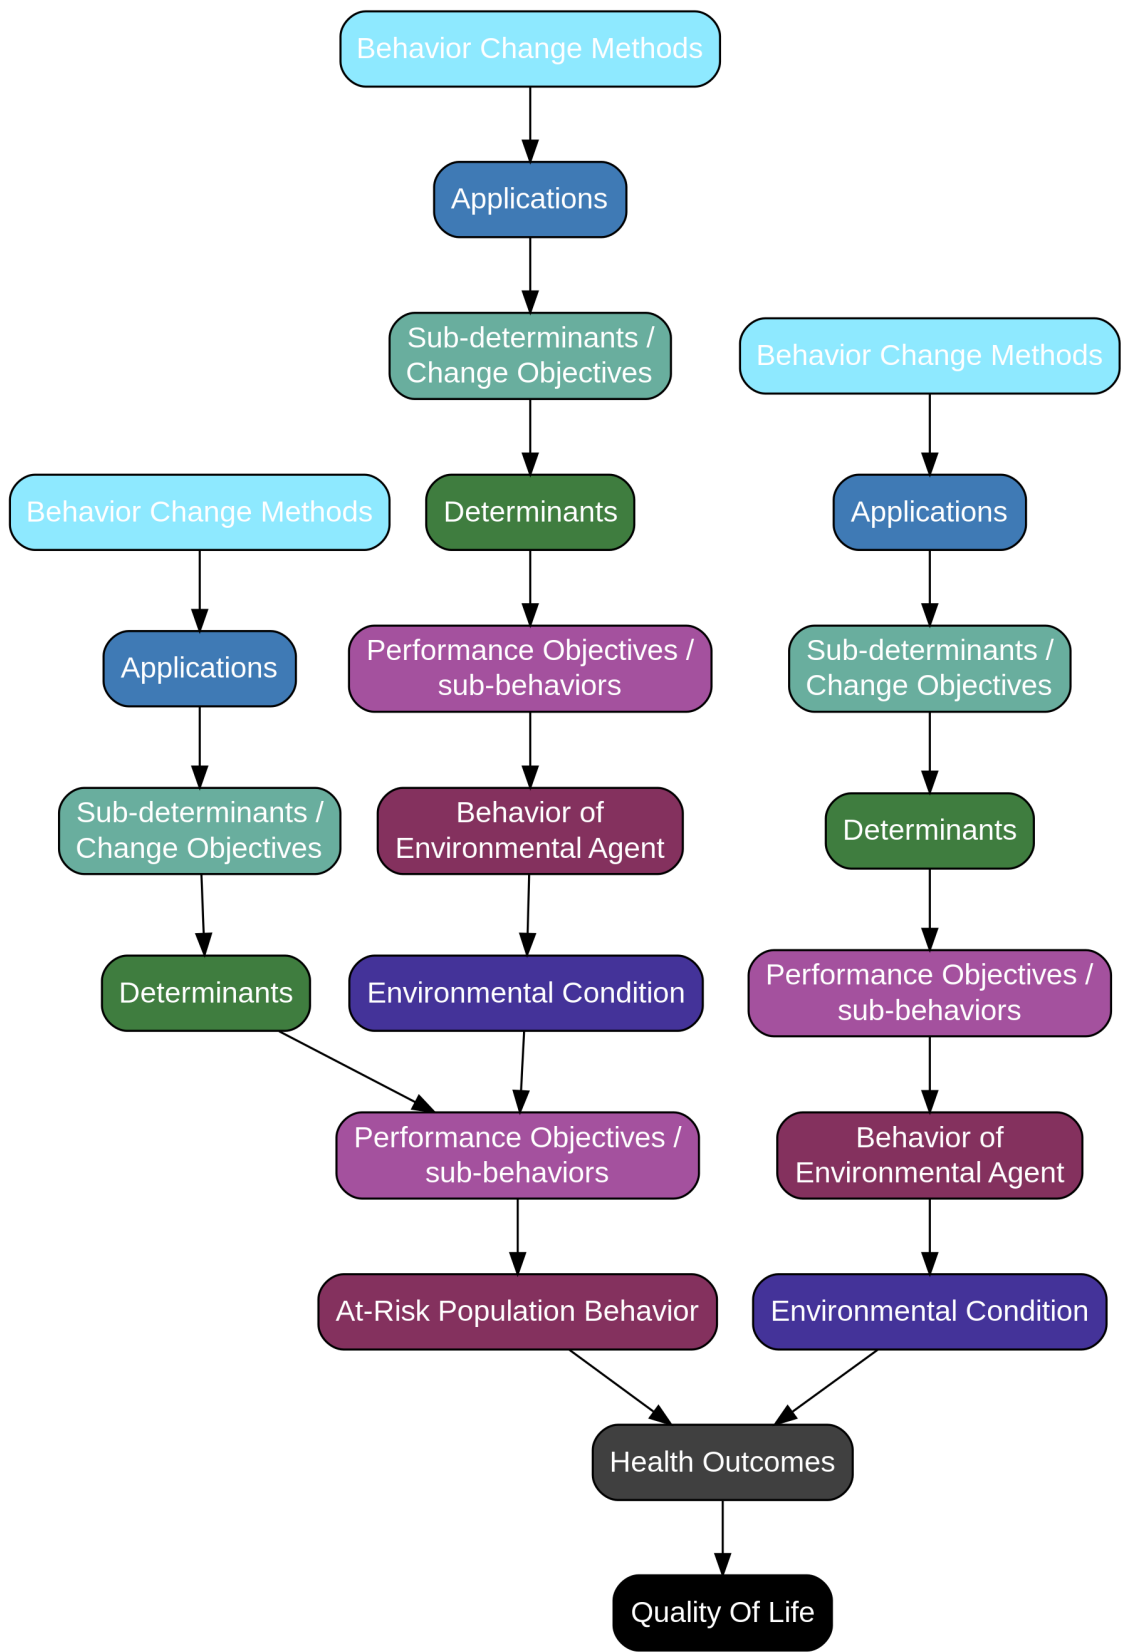 Behavior Change Methods
Applications
Sub-determinants /
Change Objectives
Behavior Change Methods
Behavior Change Methods
Determinants
Applications
Applications
Performance Objectives /
sub-behaviors
Sub-determinants /
Change Objectives
Sub-determinants /
Change Objectives
Behavior of
Environmental Agent
Determinants
Determinants
Environmental Condition
Performance Objectives /
sub-behaviors
Performance Objectives /
sub-behaviors
Behavior of
Environmental Agent
At-Risk Population Behavior
Environmental Condition
Health Outcomes
Quality Of Life